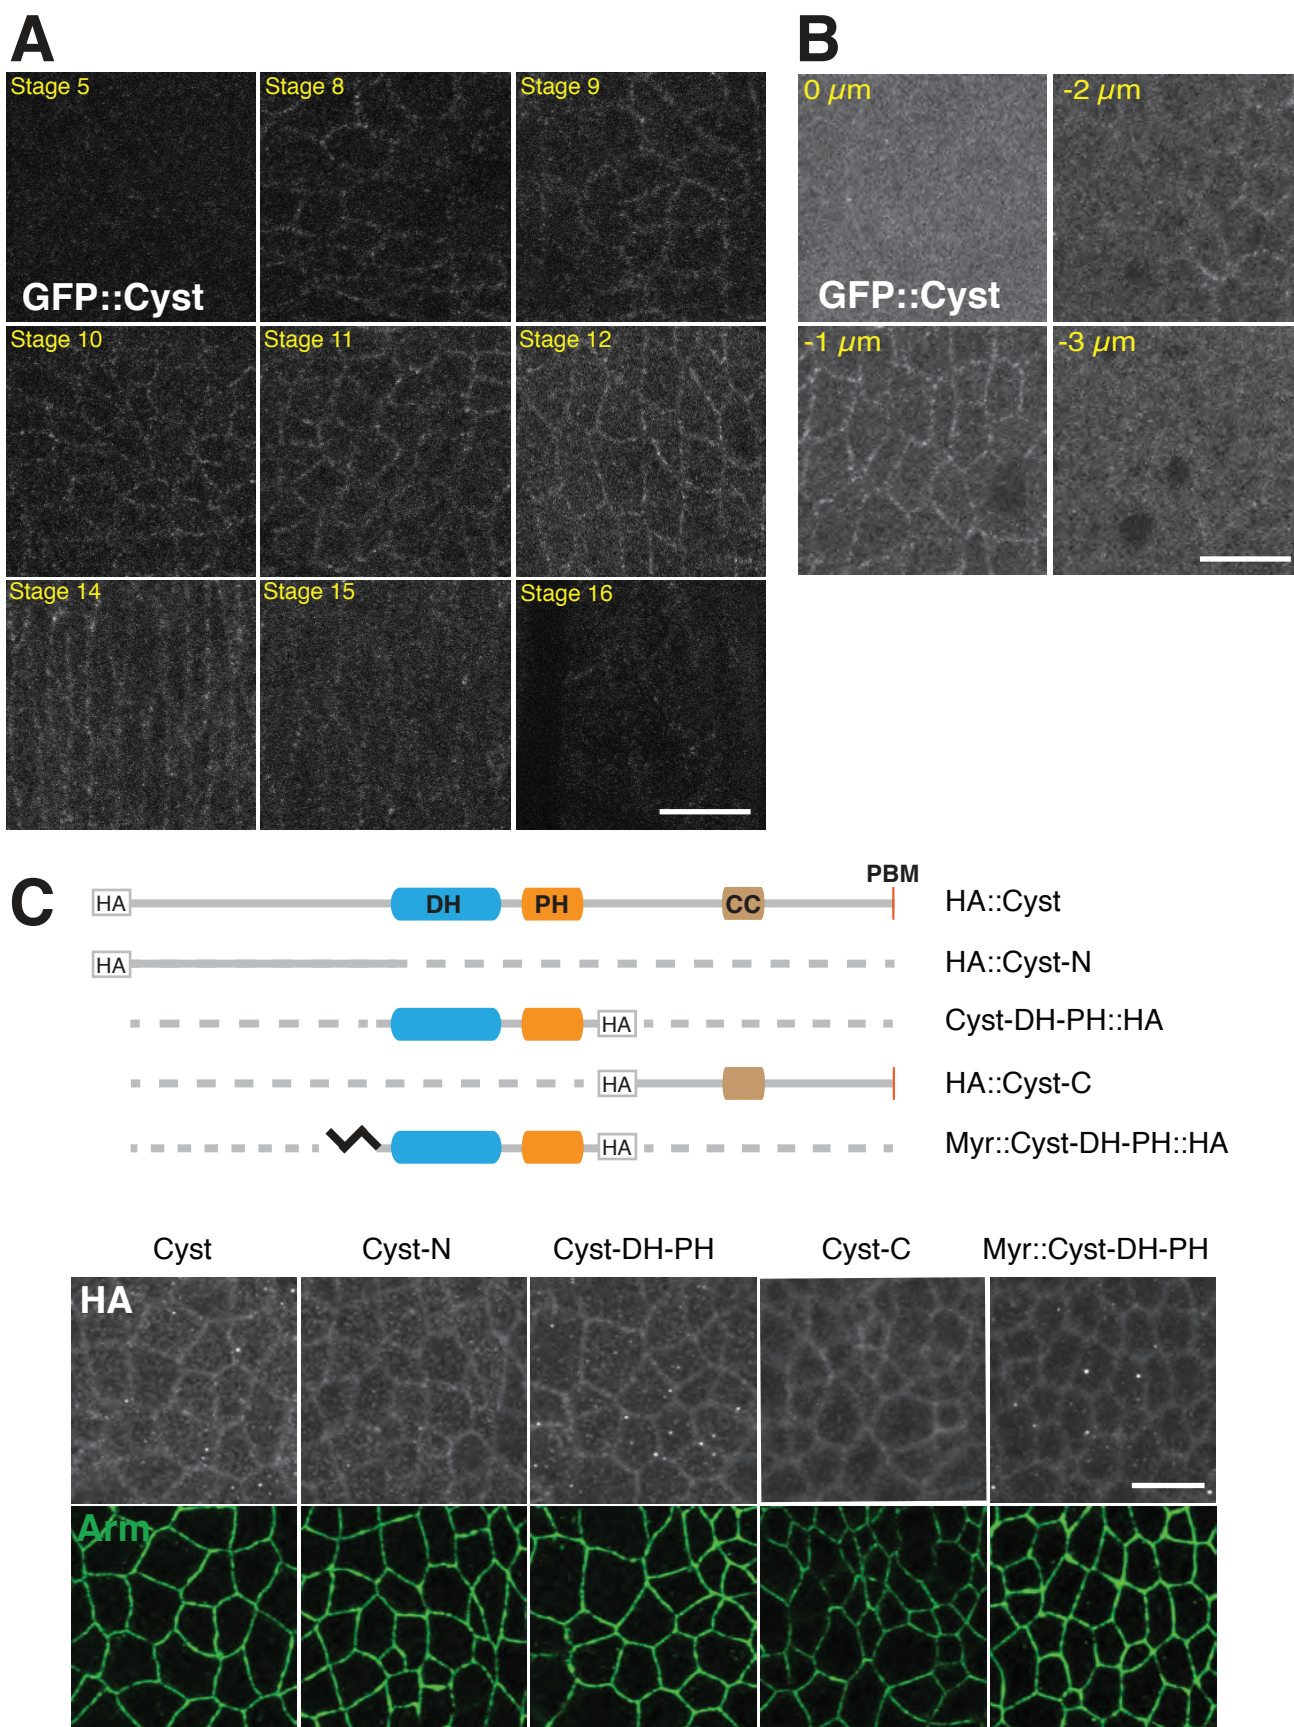 A
B
Stage 5
Stage 8
Stage 9
GFP::Cyst
Stage 10
Stage 11
Stage 12
Stage 14
Stage 15
Stage 16
0 µm
-2 µm
GFP::Cyst
-1 µm
-3 µm
C
PBM
HA DH PH CC HA::Cyst
HA HA::Cyst-N
HA Cyst-DH-PH::HA
HA HA::Cyst-C
HA Myr::Cyst-DH-PH::HA
Cyst Cyst-N Cyst-DH-PH Cyst-C Myr::Cyst-DH-PH
HA
Arm